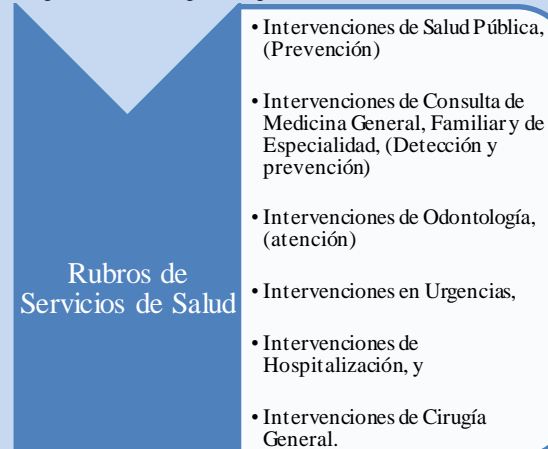 Rubros de
Servicios de Salud
• Intervenciones de Salud Pública,
(Prevención)
• Intervenciones de Consulta de
Medicina General, Familiar y de
Especialidad, (Detección y
prevención)
• Intervenciones de Odontología,
(atención)
• Intervenciones en Urgencias,
• Intervenciones de
Hospitalización, y
• Intervenciones de Cirugía
General.